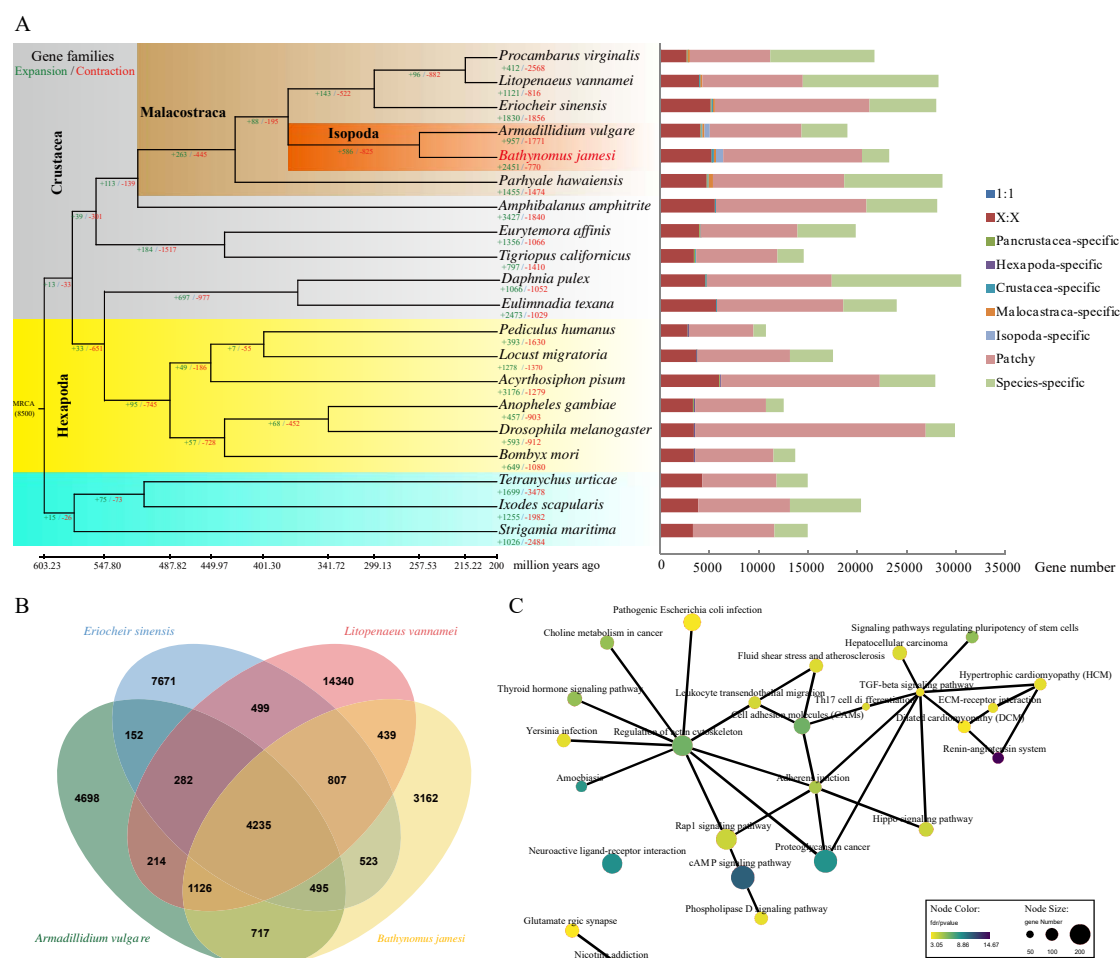 A
Gene families
Expansion / Contraction
Crustacea
Malacostraca
Isopoda
Hexapoda
MRCA
(8500)
Procambarus virginalis
+412 / -2568
Litopenaeus vannamei
+1121 / -816
Eriocheir sinensis
+1830 / -1856
Armadillidium vulgare
+957 / -1771
Bathynomus jamesi
+2451 / -770
Parhyale hawaiensis
+1455 / -1474
Amphibalanus amphitrite
+3427 / -1840
Eurytemora affinis
+1356 / -1066
Tigriopus californicus
+797 / -1410
Daphnia pulex
+1066 / -1052
Eulimnadia texana
+2473 / -1029
Pediculus humanus
+393 / -1630
Locust migratoria
+1278 / -1370
Acyrthosiphon pisum
+3176 / -1279
Anopheles gambiae
+457 / -903
Drosophila melanogaster
+593 / -912
Bombyx mori
+649 / -1080
Tetranychus urticae
+1699 / -3478
Ixodes scapularis
+1255 / -1982
Strigamia maritima
+1026 / -2484
+96 / -882
+143 / -522
+88 / -195
+586 / -825
+263 / -445
+113 / -139
+39 / -301
+184 / -1517
+13 / -33
+697 / -977
+33 / -651
+7 / -55
+49 / -186
+95 / -745
+68 / -452
+57 / -728
+75 / -73
+15 / -26
603.23 547.80 487.82 449.97 401.30 341.72 299.13 257.53 215.22 200 million years ago
0 5000 10000 15000 20000 25000 30000 35000 Gene number
1:1
X:X
Pancrustacea-specific
Hexapoda-specific
Crustacea-specific
Malocastraca-specific
Isopoda-specific
Patchy
Species-specific
B
Eriocheir sinensis
Litopenaeus vannamei
7671
14340
499
152
439
282
807
4698
3162
4235
214
523
1126
495
717
Armadillidium vulgare
Bathynomus jamesi
C
Pathogenic Escherichia coli infection
Choline metabolism in cancer
Signaling pathways regulating pluripotency of stem cells
Hepatocellular carcinoma
Fluid shear stress and atherosclerosis
Hypertrophic cardiomyopathy (HCM)
Thyroid hormone signaling pathway
Leukocyte transendothelial migration
TGF-beta signaling pathway
Th17 cell differentiation
ECM-receptor interaction
Cell adhesion molecules (CAMs)
Dilated cardiomyopathy (DCM)
Yersinia infection
Regulation of actin cytoskeleton
Renin-angiotensin system
Amoebiasis
Adherens junction
Rap1 signaling pathway
Hippo signaling pathway
Neuroactive ligand-receptor interaction
Proteoglycans in cancer
cAMP signaling pathway
Phospholipase D signaling pathway
Glutamate rgic synapse
Nicotine addiction
Node Color:
fdr/pvalue
3.05 8.86 14.67
Node Size:
gene Number
50 100 200